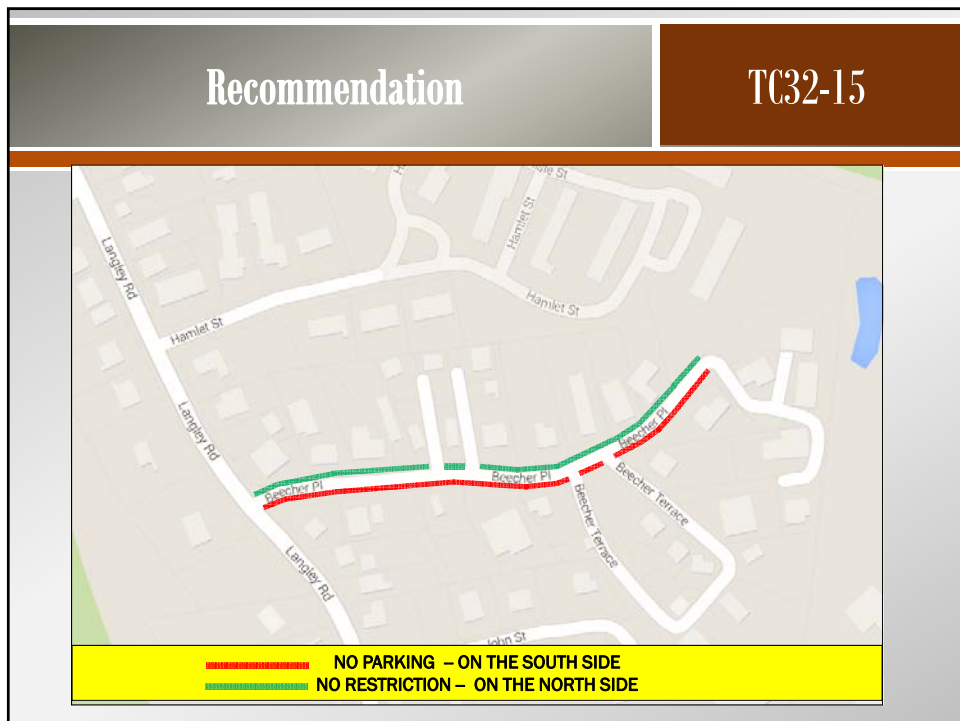 Recommendation
TC32-15
Langley Rd
Hamlet St
Hamlet St
Hamlet St
Langley Rd
Beecher Pl
Beecher Pl
Beecher Pl
Beecher Terrace
Beecher Terrace
Langley Rd
John St
NO PARKING – ON THE SOUTH SIDE
NO RESTRICTION – ON THE NORTH SIDE